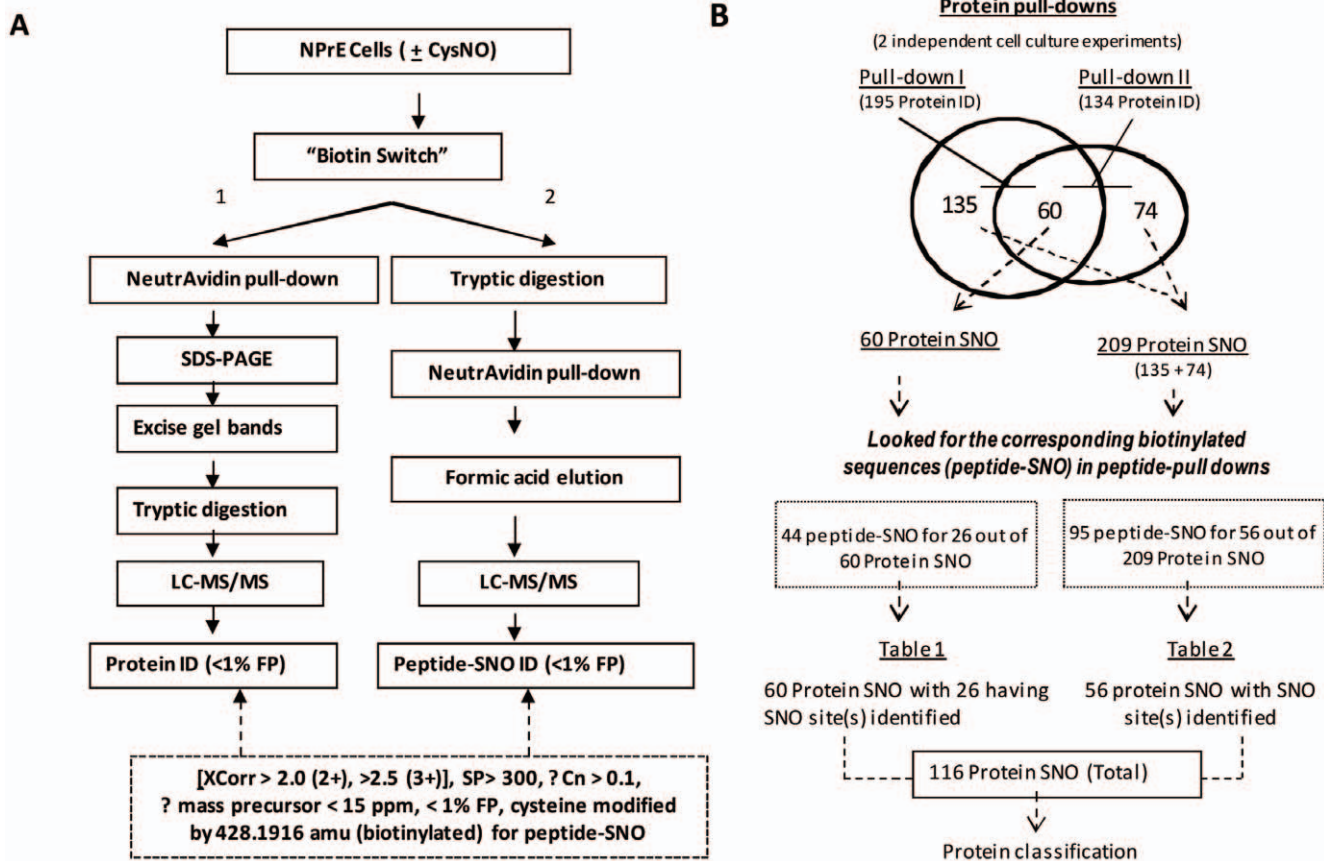 A
NPrE Cells ( ± CysNO)
“Biotin Switch”
1
2
NeutrAvidin pull-down
Tryptic digestion
SDS-PAGE
NeutrAvidin pull-down
Excise gel bands
Formic acid elution
Tryptic digestion
LC-MS/MS
LC-MS/MS
Protein ID (<1% FP)
Peptide-SNO ID (<1% FP)
[XCorr > 2.0 (2+), >2.5 (3+)], SP> 300, ? Cn > 0.1,
? mass precursor < 15 ppm, < 1% FP, cysteine modified
by 428.1916 amu (biotinylated) for peptide-SNO
B
Protein pull-downs
(2 independent cell culture experiments)
Pull-down I
(195 Protein ID)
Pull-down II
(134 Protein ID)
135
60
74
60 Protein SNO
209 Protein SNO
(135 + 74)
Looked for the corresponding biotinylated
sequences (peptide-SNO) in peptide-pull downs
44 peptide-SNO for 26 out of
60 Protein SNO
95 peptide-SNO for 56 out of
209 Protein SNO
Table 1
Table 2
60 Protein SNO with 26 having
SNO site(s) identified
56 protein SNO with SNO
site(s) identified
116 Protein SNO (Total)
Protein classification